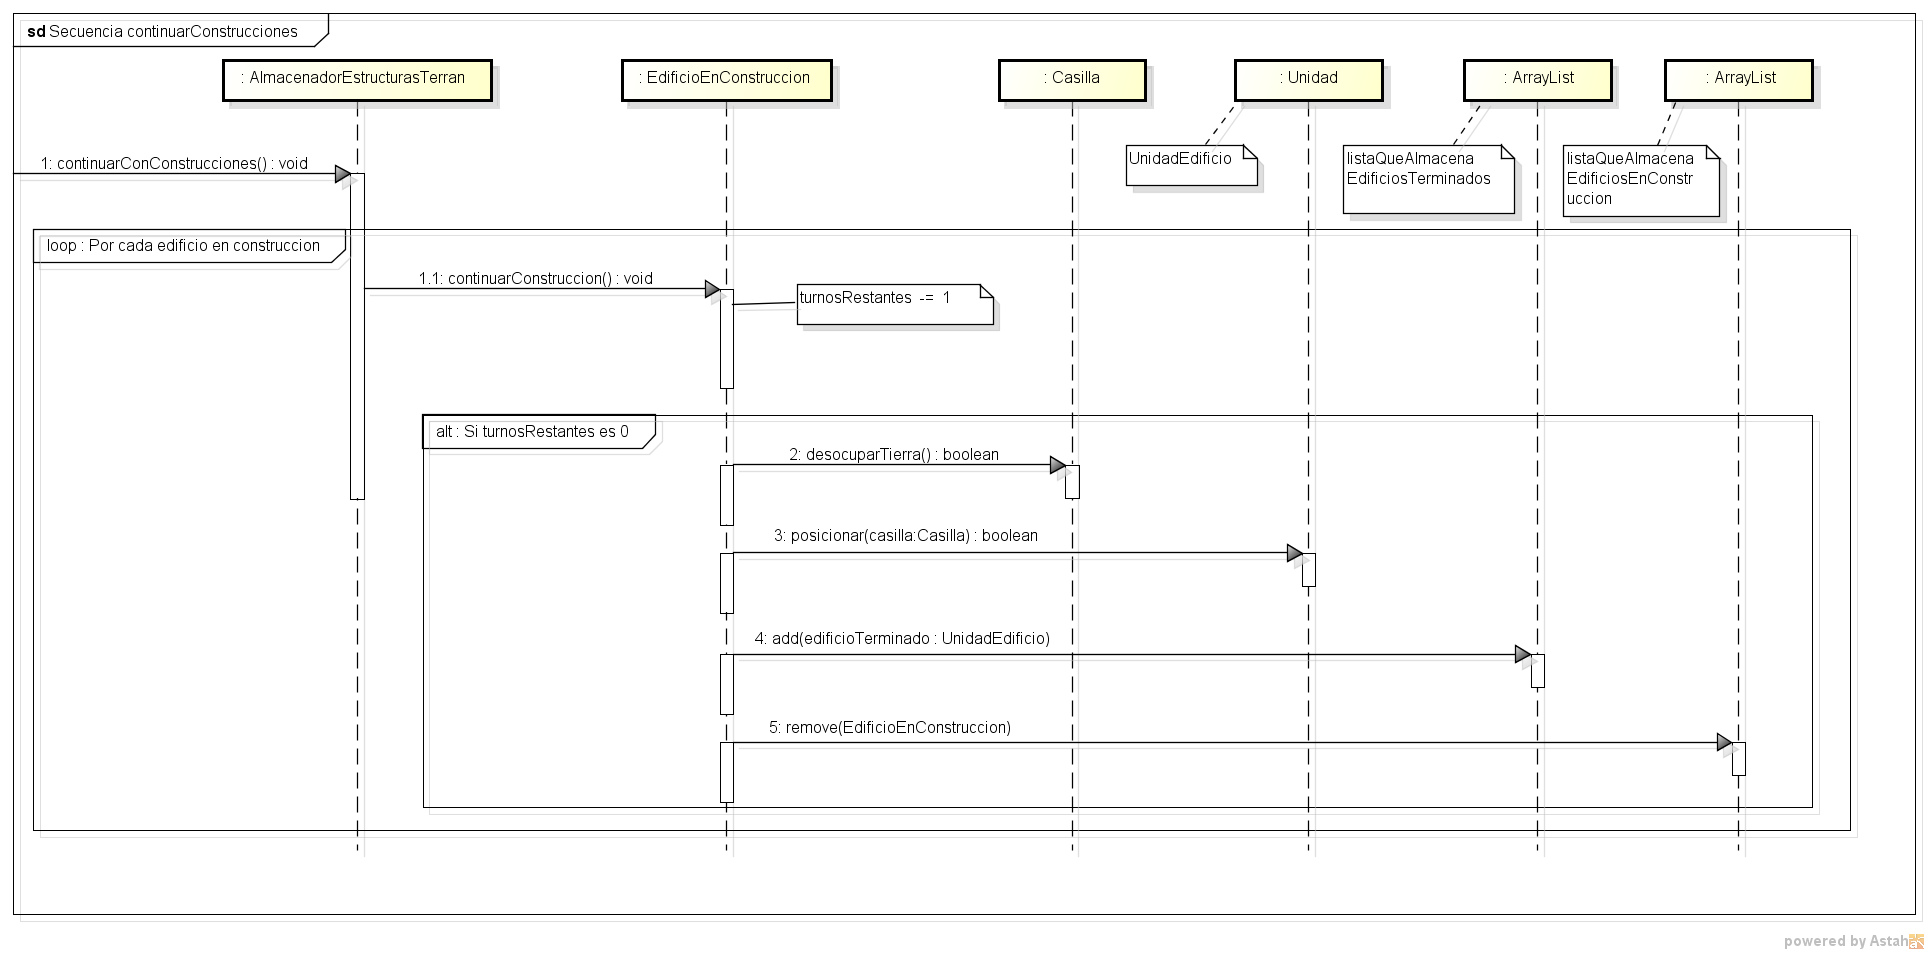 sd Secuencia continuarConstrucciones
: AlmacenadorEstructurasTerran
: EdificioEnConstruccion
: Casilla
: Unidad
: ArrayList
: ArrayList
UnidadEdificio
listaQueAlmacena
EdificiosTerminados
listaQueAlmacena
EdificiosEnConstr
uccion
1: continuarConConstrucciones() : void
loop : Por cada edificio en construccion
1.1: continuarConstruccion() : void
turnosRestantes -= 1
alt : Si turnosRestantes es 0
2: desocuparTierra() : boolean
3: posicionar(casilla:Casilla) : boolean
4: add(edificioTerminado : UnidadEdificio)
5: remove(EdificioEnConstruccion)
powered by Astah